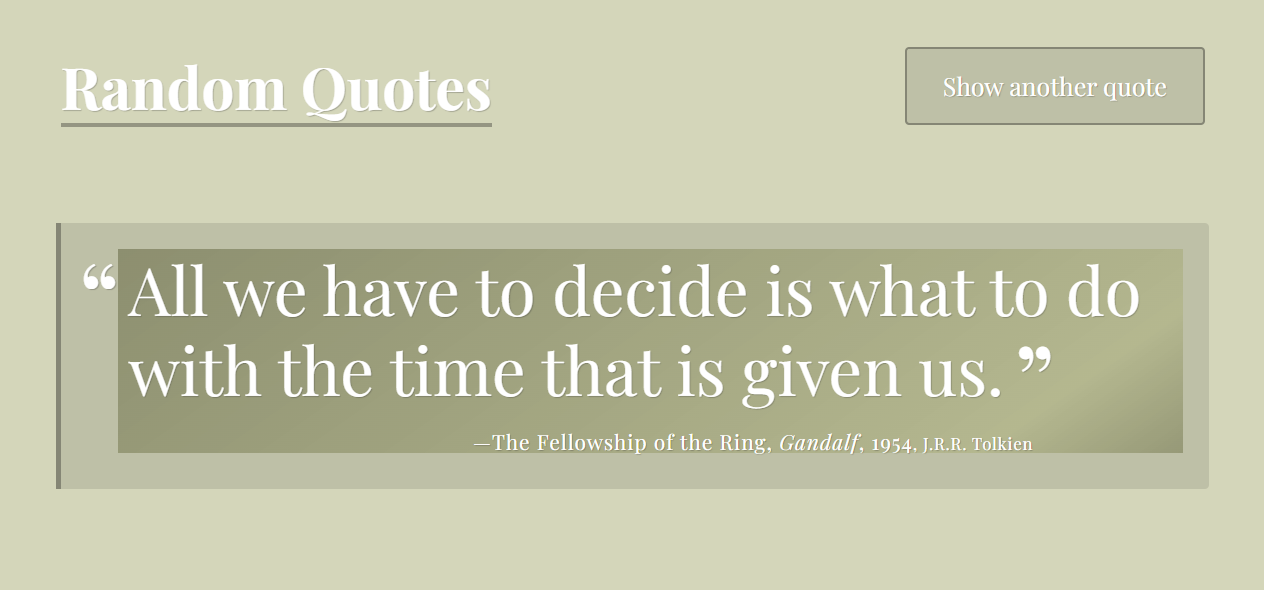 Random Quotes
Show another quote
“All we have to decide is what to do
with the time that is given us. ”
—The Fellowship of the Ring, Gandalf, 1954, J.R.R. Tolkien